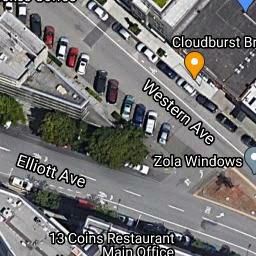 Cloudburst Br
Western Ave
Zola Windows
Elliott Ave
13 Coins Restaurant
Main Office